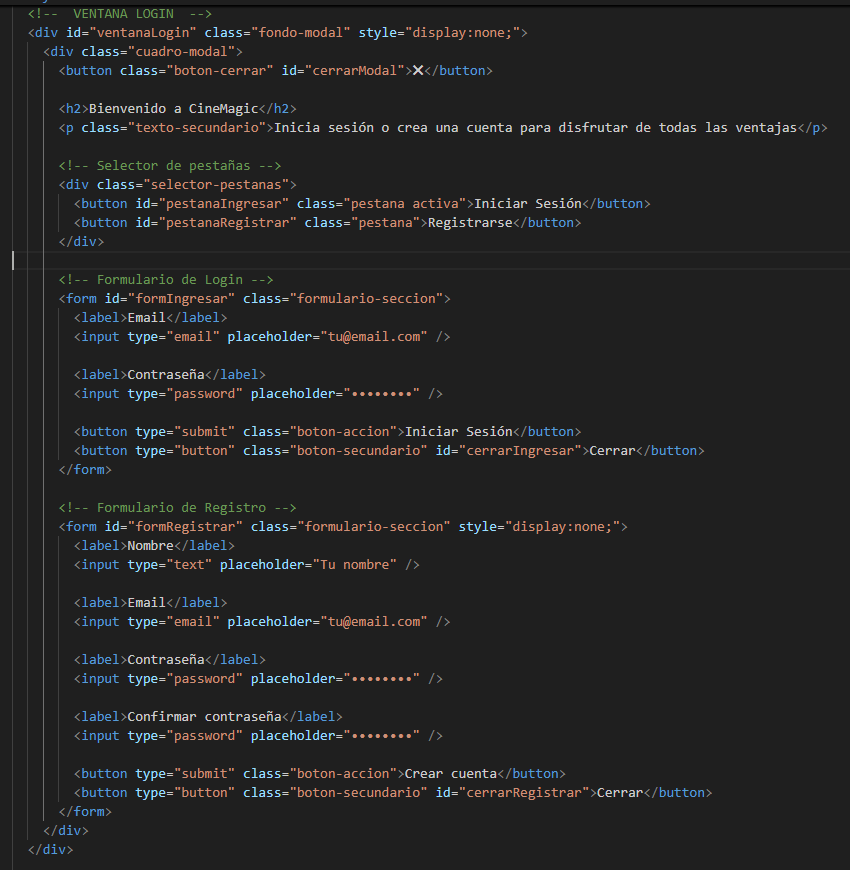 <!--  VENTANA LOGIN  -->
<div id="ventanaLogin" class="fondo-modal" style="display:none;">
<div class="cuadro-modal">
<button class="boton-cerrar" id="cerrarModal">❌</button>
<h2>Bienvenido a CineMagic</h2>
<p class="texto-secundario">Inicia sesión o crea una cuenta para disfrutar de todas las ventajas</p>
<!-- Selector de pestañas -->
<div class="selector-pestanas">
<button id="pestanaIngresar" class="pestana activa">Iniciar Sesión</button>
<button id="pestanaRegistrar" class="pestana">Registrarse</button>
</div>
<!-- Formulario de Login -->
<form id="formIngresar" class="formulario-seccion">
<label>Email</label>
<input type="email" placeholder="tu@email.com" />
<label>Contraseña</label>
<input type="password" placeholder="••••••••" />
<button type="submit" class="boton-accion">Iniciar Sesión</button>
<button type="button" class="boton-secundario" id="cerrarIngresar">Cerrar</button>
</form>
<!-- Formulario de Registro -->
<form id="formRegistrar" class="formulario-seccion" style="display:none;">
<label>Nombre</label>
<input type="text" placeholder="Tu nombre" />
<label>Email</label>
<input type="email" placeholder="tu@email.com" />
<label>Contraseña</label>
<input type="password" placeholder="••••••••" />
<label>Confirmar contraseña</label>
<input type="password" placeholder="••••••••" />
<button type="submit" class="boton-accion">Crear cuenta</button>
<button type="button" class="boton-secundario" id="cerrarRegistrar">Cerrar</button>
</form>
</div>
</div>